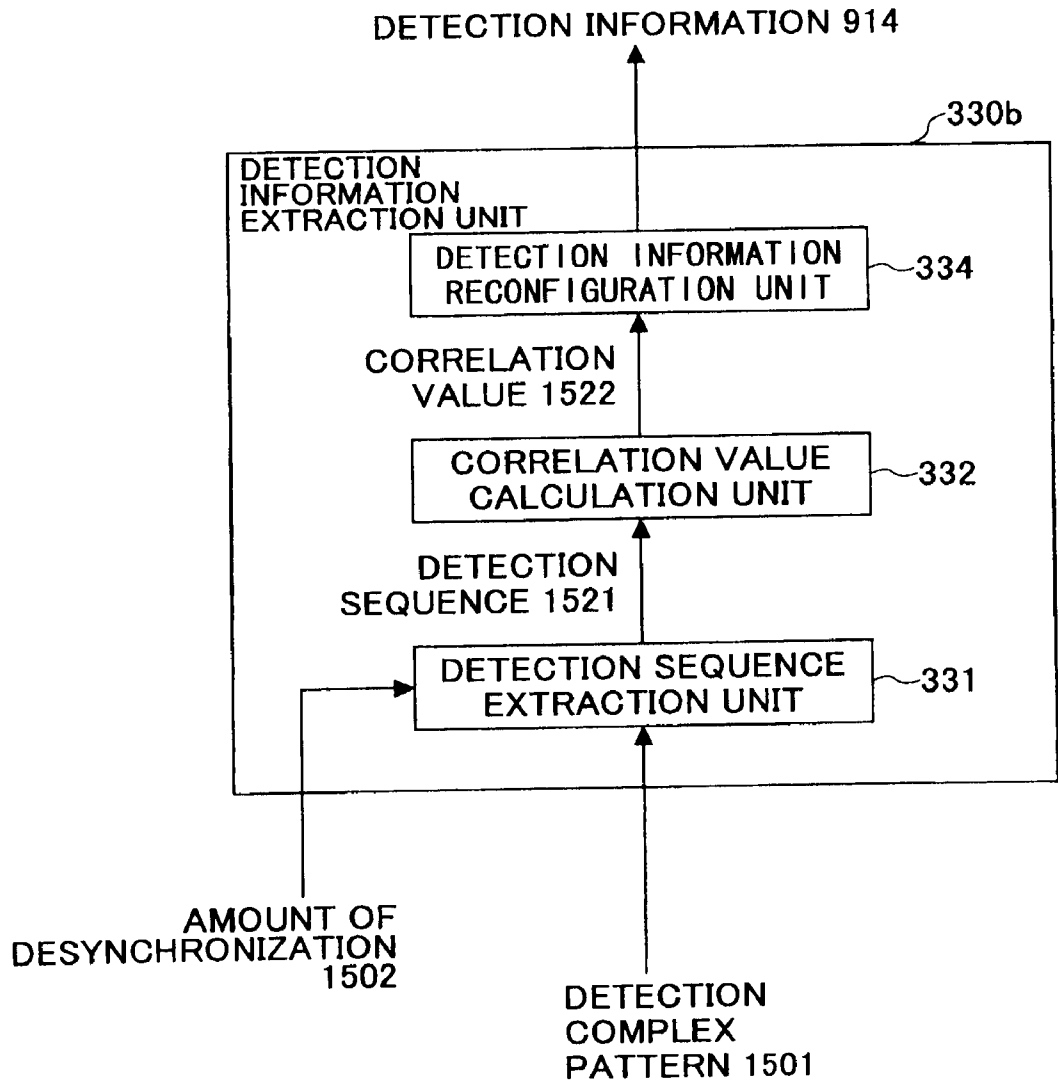 DETECTION INFORMATION 914
330b
DETECTION
INFORMATION
EXTRACTION UNIT
DETECTION INFORMATION
RECONFIGURATION UNIT
334
CORRELATION
VALUE 1522
CORRELATION VALUE
CALCULATION UNIT
332
DETECTION
SEQUENCE 1521
DETECTION SEQUENCE
EXTRACTION UNIT
331
AMOUNT OF
DESYNCHRONIZATION
1502
DETECTION
COMPLEX
PATTERN 1501